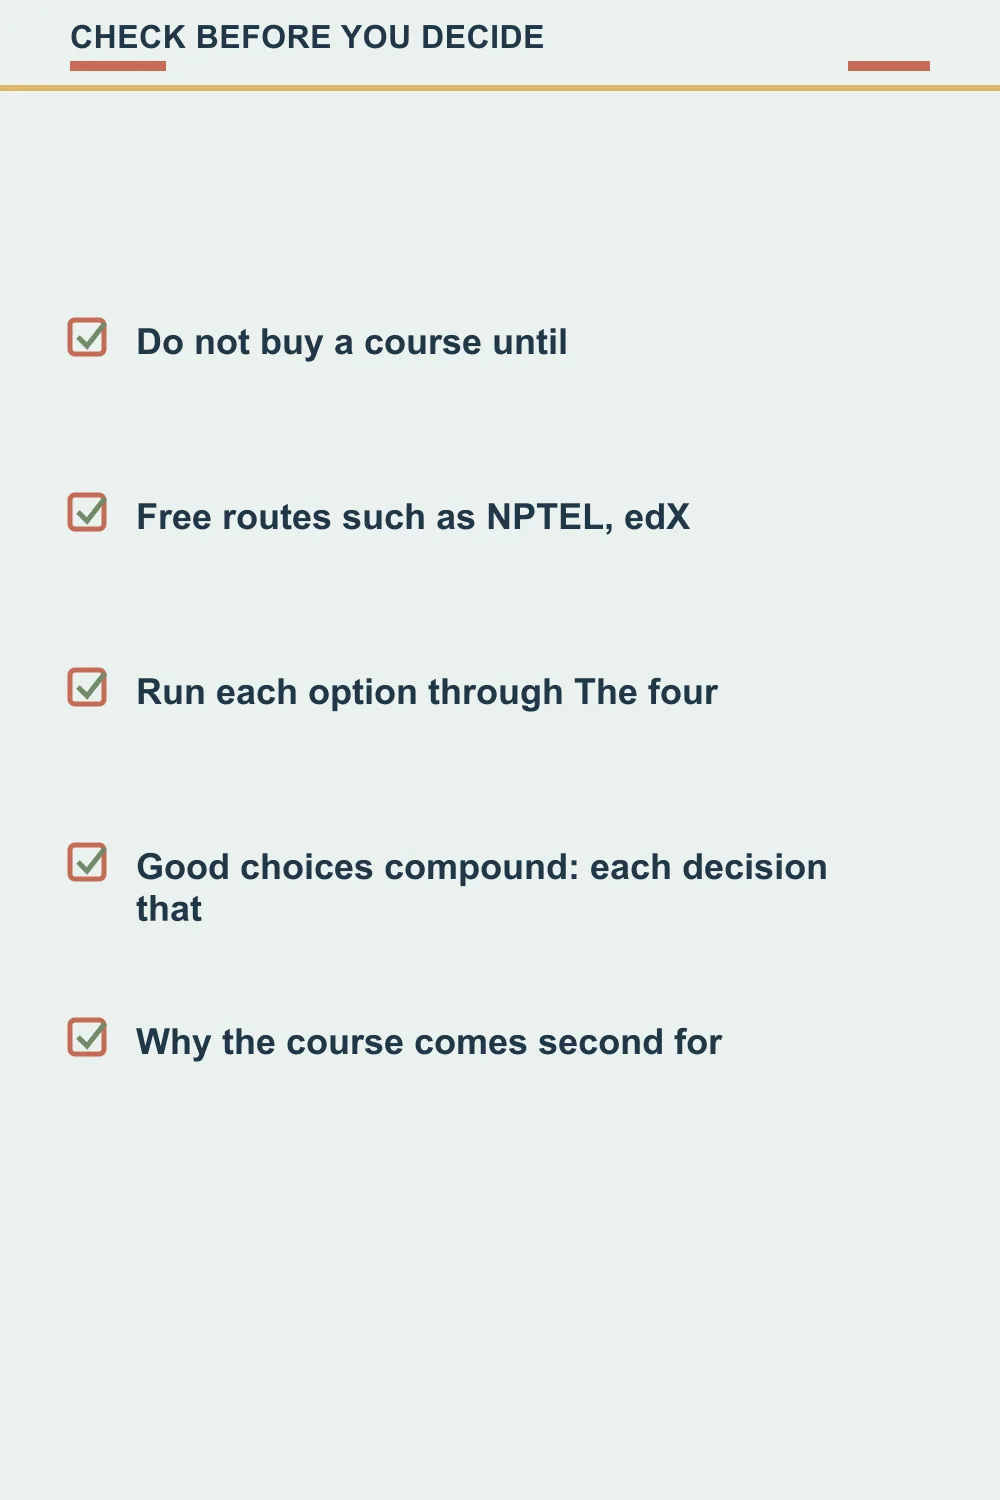 CHECK BEFORE YOU DECIDE
Do not buy a course until
Free routes such as NPTEL, edX
Run each option through The four
Good choices compound: each decision
that
Why the course comes second for